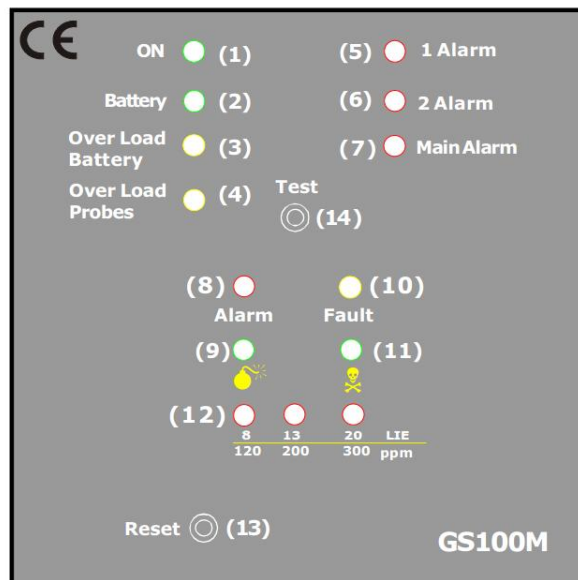 CE
ON (1) (5) 1 Alarm
Battery (2) (6) 2 Alarm
Over Load
Battery (3) (7) Main Alarm
Over Load
Probes (4) Test
(14)
(8) (10)
Alarm Fault
(9) (11)
(12)
8 13 20 LIE
120 200 300 ppm
Reset (13)
GS100M